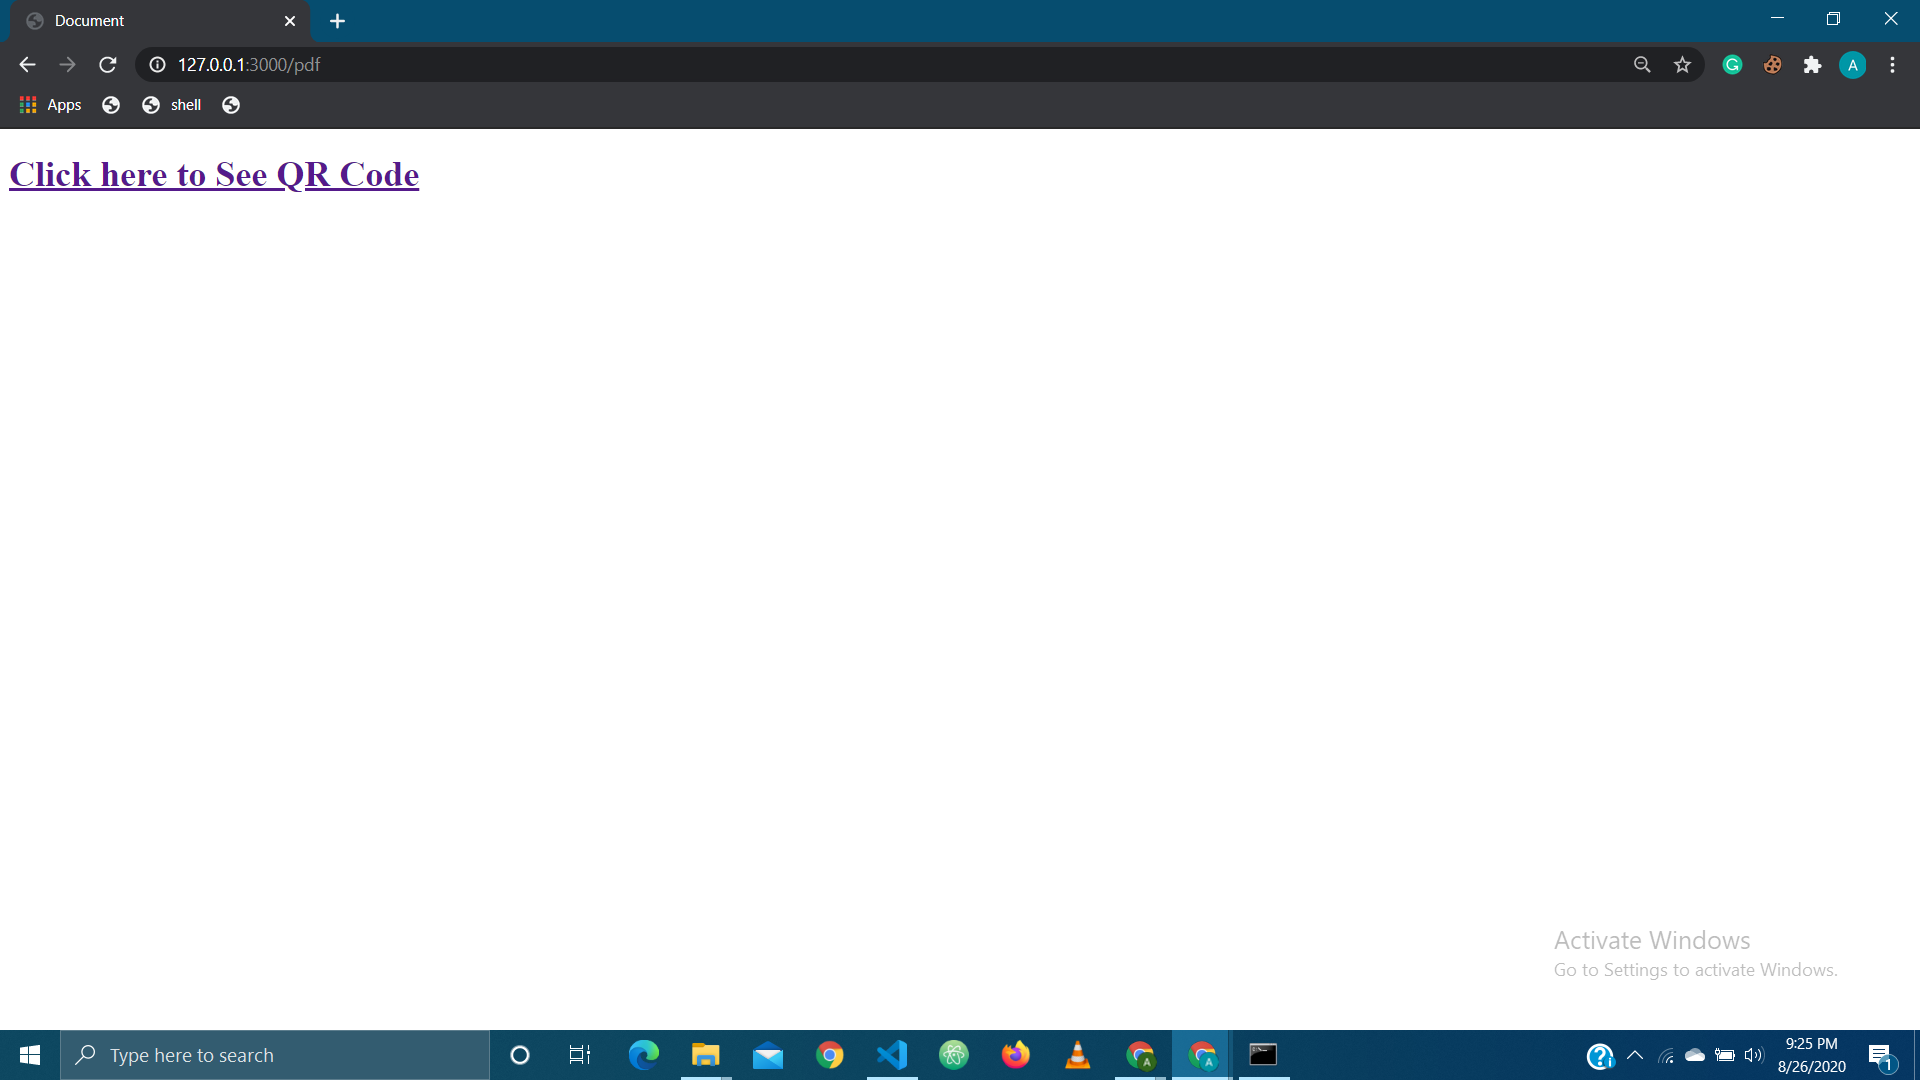 Document
127.0.0.1:3000/pdf
A
Apps
shell
Click here to See QR Code
Activate Windows
Go to Settings to activate Windows.
Type here to search
A
A
9:25 PM
8/26/2020
1